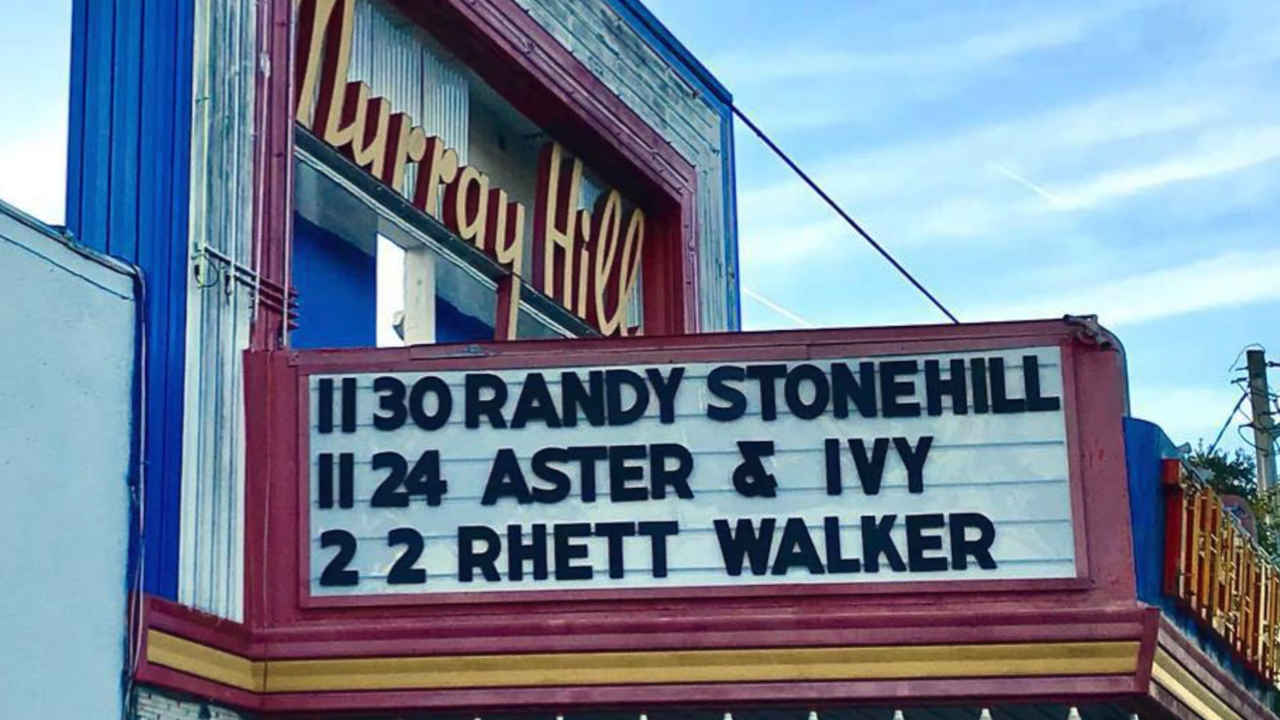 Murray Hill
11 30 RANDY STONEHILL
11 24 ASTER & IVY
2 2 RHETT WALKER